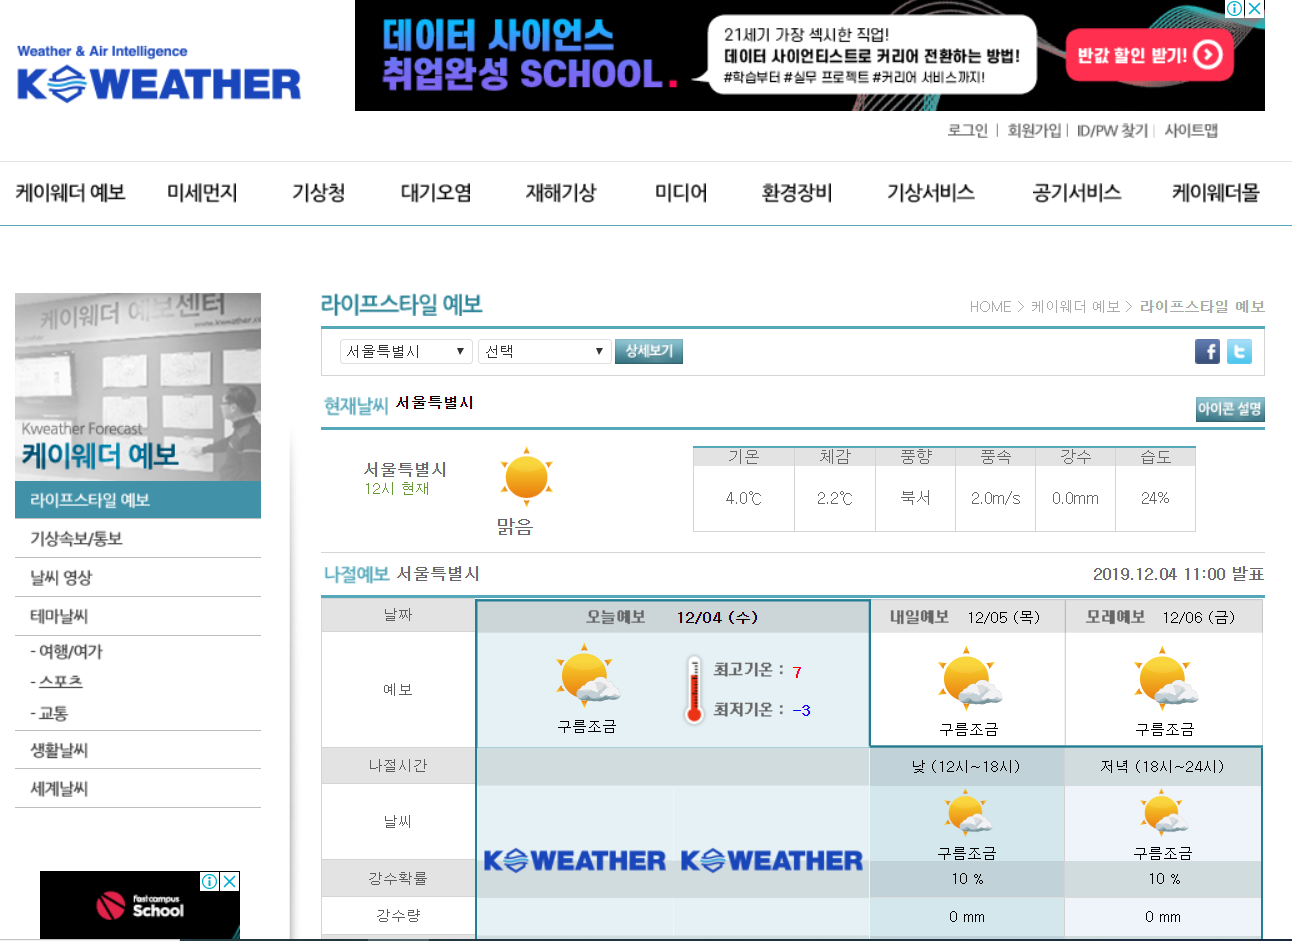 Weather & Air Intelligence
KWEATHER
데이터 사이언스
취업완성 SCHOOL.
21세기 가장 섹시한 직업!
데이터 사이언티스트로 커리어 전환하는 방법!
#학습부터 #실무 프로젝트 #커리어 서비스까지!
반값 할인 받기!
로그인 | 회원가입 | ID/PW 찾기 | 사이트맵
케이웨더 예보 미세먼지 기상청 대기오염 재해기상 미디어 환경장비 기상서비스 공기서비스 케이웨더몰
케이웨더 예보센터
www.kweather.co
Kweather Forecast
케이웨더 예보
라이프스타일 예보
기상속보/통보
날씨 영상
테마날씨
- 여행/여가
- 스포츠
- 교통
생활날씨
세계날씨
fast campus
School
라이프스타일 예보
HOME > 케이웨더 예보 > 라이프스타일 예보
서울특별시 ▼ 선택 ▼ 상세보기
현재날씨 서울특별시
아이콘 설명
서울특별시
12시 현재
맑음
기온 체감 풍향 풍속 강수 습도
4.0℃ 2.2℃ 북서 2.0m/s 0.0mm 24%
나절예보 서울특별시
2019.12.04 11:00 발표
날짜 오늘예보 12/04 (수) 내일예보 12/05 (목) 모레예보 12/06 (금)
예보
구름조금
최고기온 : 7
최저기온 : -3
구름조금
구름조금
나절시간 낮 (12시~18시) 저녁 (18시~24시)
날씨
KWEATHER KWEATHER
구름조금 구름조금
강수확률 10 % 10 %
강수량 0 mm 0 mm